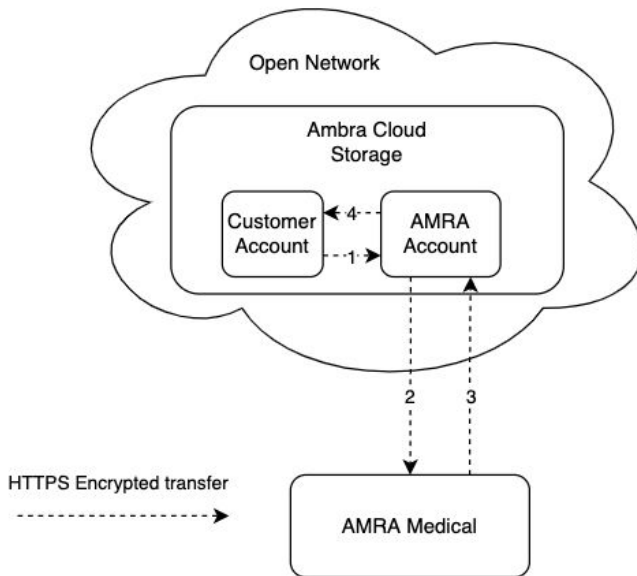 Open Network
Ambra Cloud
Storage
Customer
Account
4
1
AMRA
Account
2
3
HTTPS Encrypted transfer
AMRA Medical